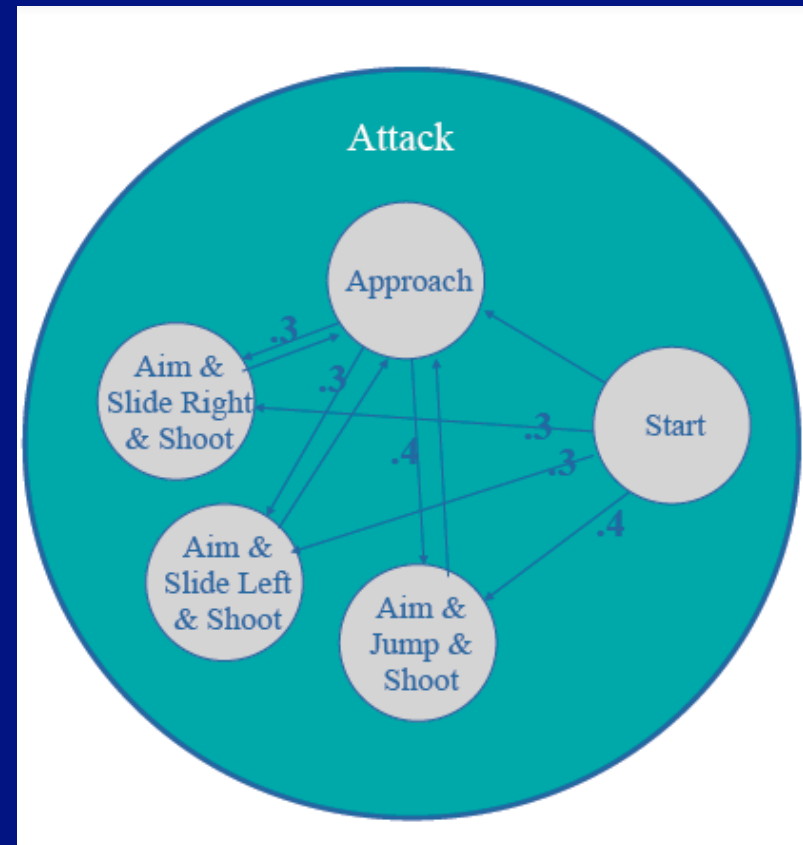 Attack
Approach
.3
Aim &
Slide Right
& Shoot
.3
.3
Start
.4
.3
.4
Aim &
Slide Left
& Shoot
Aim &
Jump &
Shoot